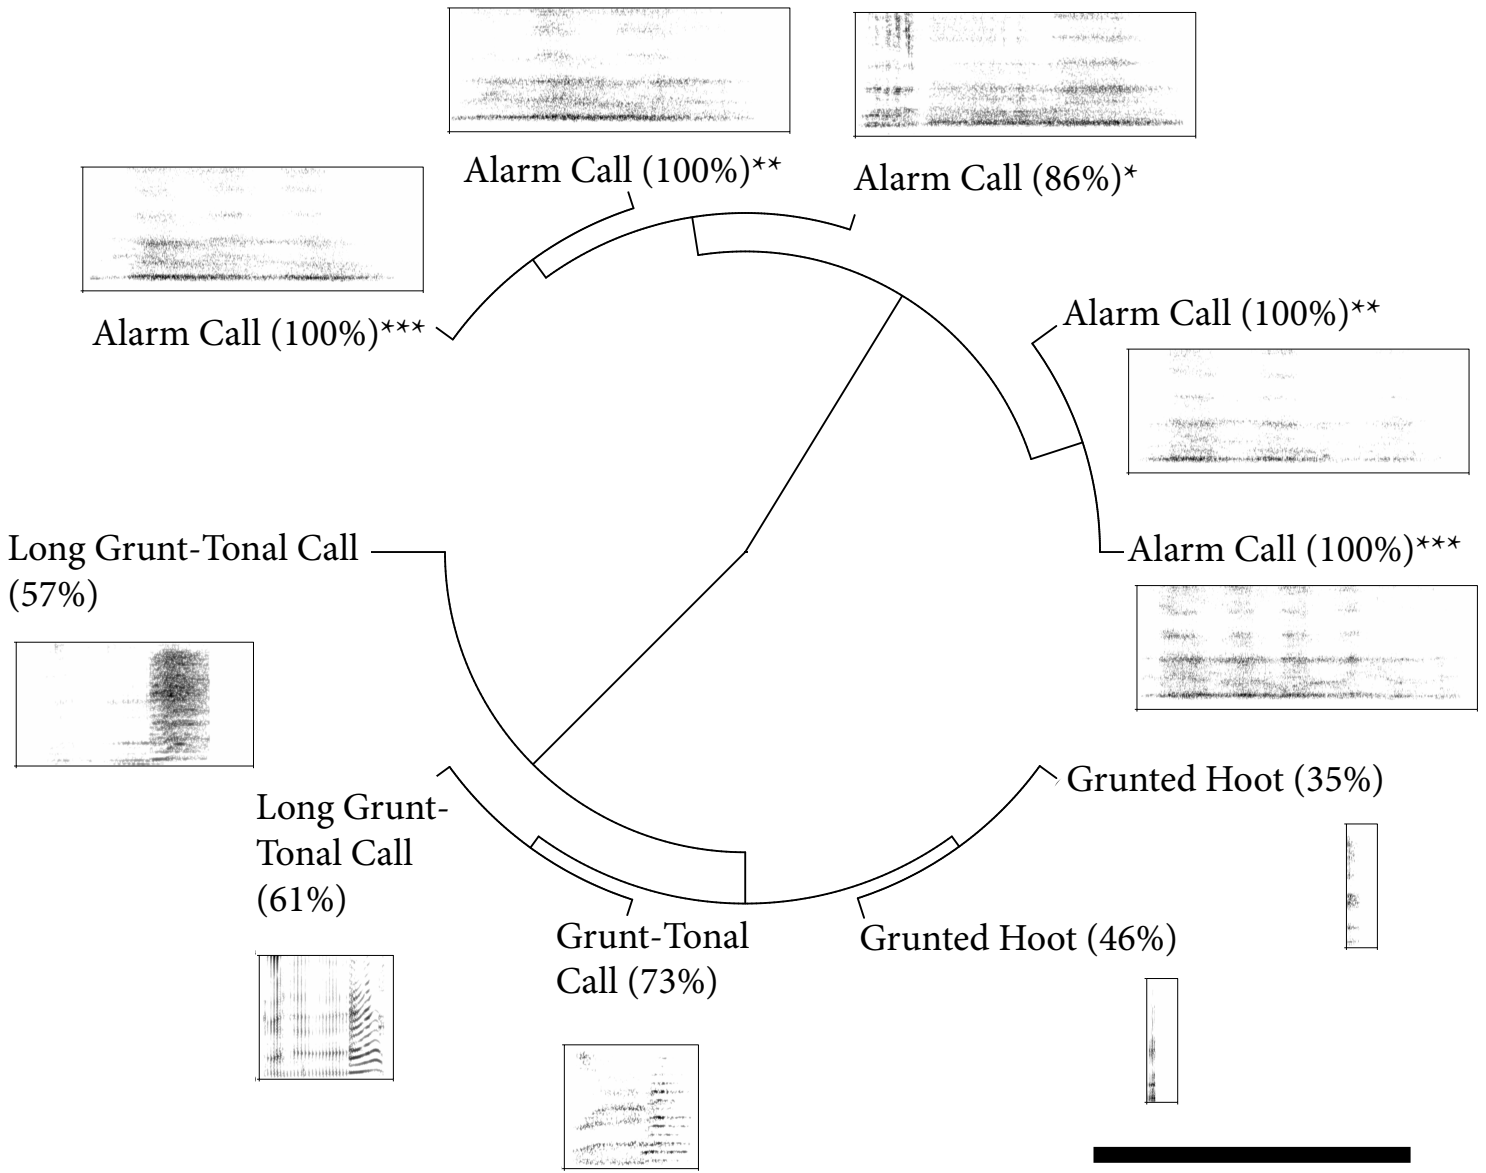 Alarm Call (100%)**
Alarm Call (86%)*
Alarm Call (100%)***
Alarm Call (100%)**
Alarm Call (100%)***
Long Grunt-Tonal Call
(57%)
Grunted Hoot (35%)
Long Grunt-
Tonal Call
(61%)
Grunt-Tonal
Call (73%)
Grunted Hoot (46%)